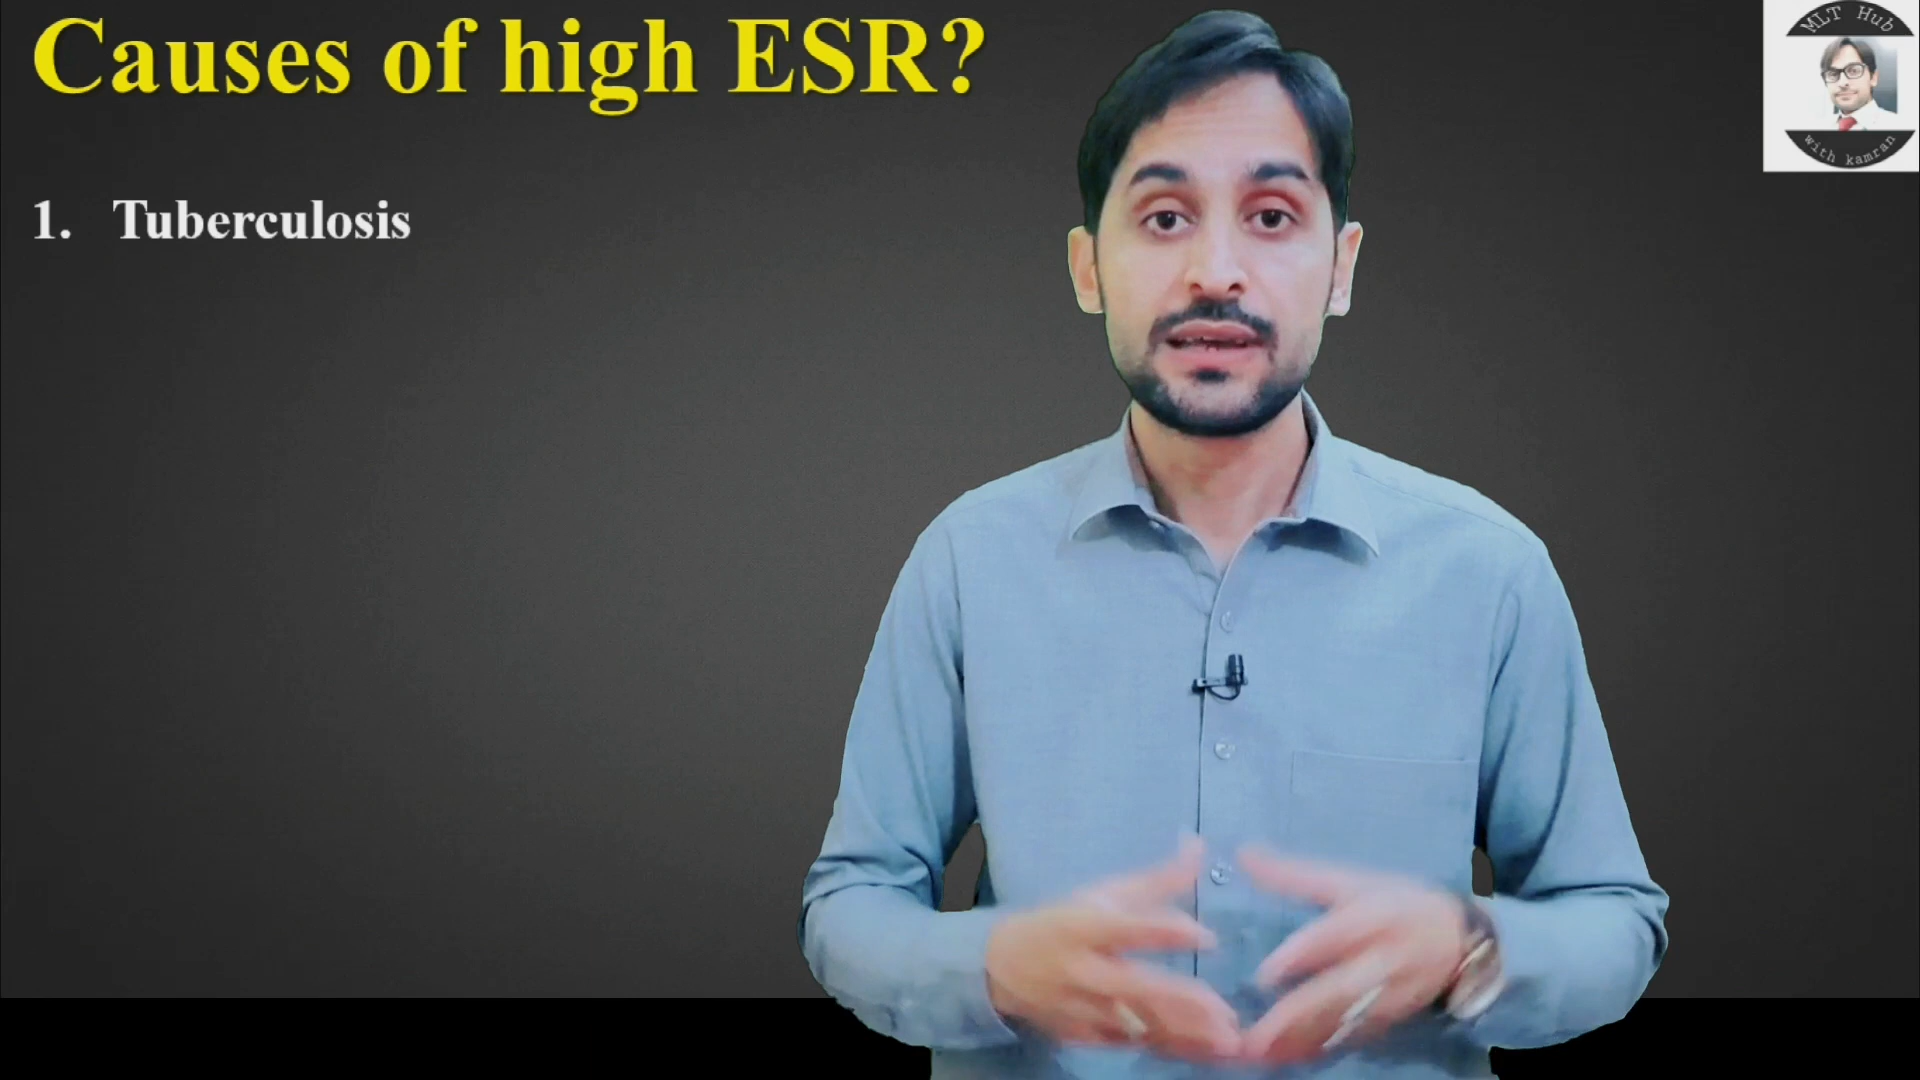 Causes of high ESR?
MLT Hub
1. Tuberculosis
with kamran